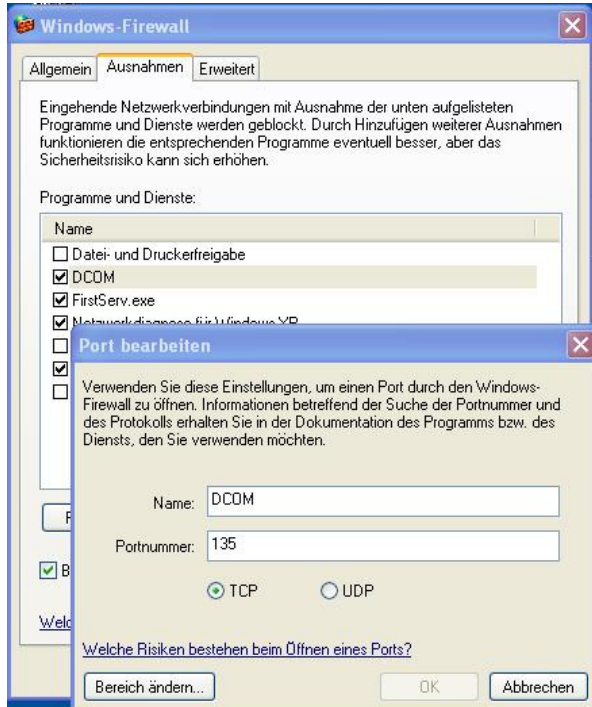 Windows-Firewall
Allgemein
Ausnahmen
Erweitert
Eingehende Netzwerkverbindungen mit Ausnahme der unten aufgelisteten
Programme und Dienste werden geblockt. Durch Hinzufügen weiterer Ausnahmen
funktionieren die entsprechenden Programme eventuell besser, aber das
Sicherheitsrisiko kann sich erhöhen.
Programme und Dienste:
Name
Datei- und Druckerfreigabe
DCOM
FirstServ.exe
Netzwerkdiagnose für Windows XP
Port bearbeiten
Verwenden Sie diese Einstellungen, um einen Port durch den Windows-
Firewall zu öffnen. Informationen betreffend der Suche der Portnummer und
des Protokolls erhalten Sie in der Dokumentation des Programms bzw. des
Diensts, den Sie verwenden möchten.
Name: DCOM
Portnummer: 135
TCP UDP
Welche Risiken bestehen beim Öffnen eines Ports?
Bereich ändern... OK Abbrechen